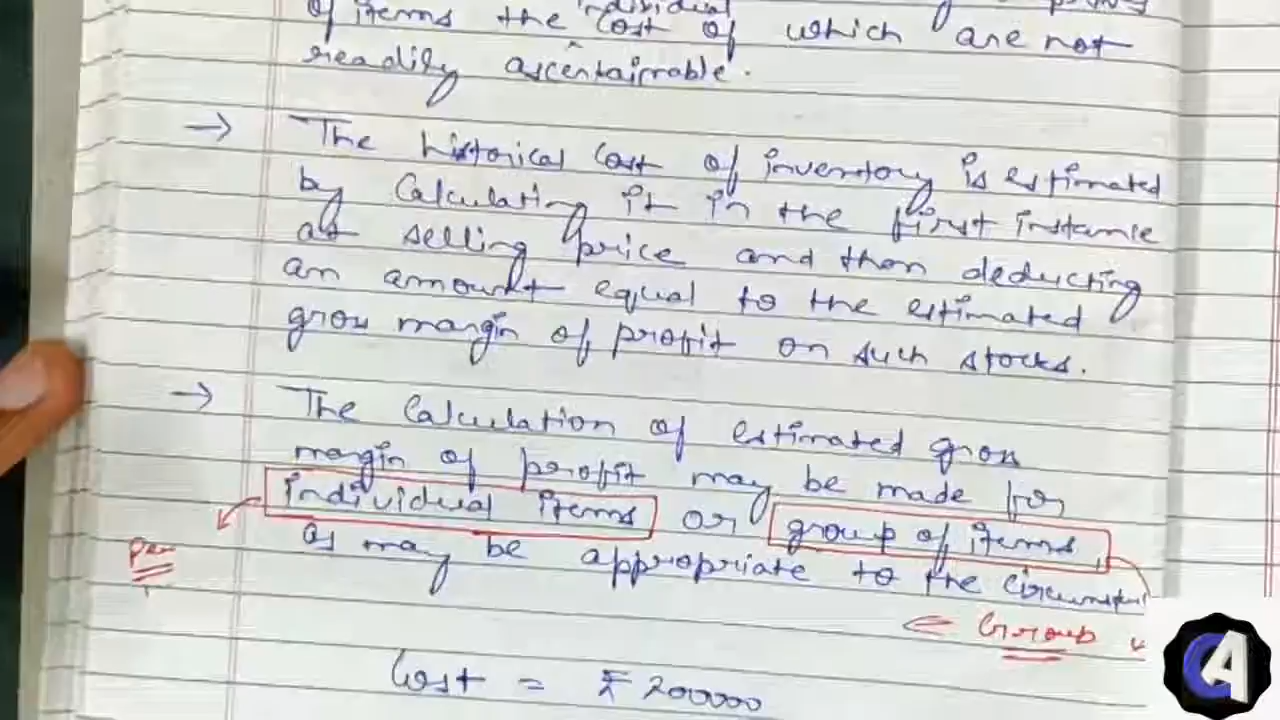 of items the individual cost of which are not
readily ascertainable.
→ The historical cost of inventory is estimated
by calculating it in the first instance
at selling price and then deducting
an amount equal to the estimated
gross margin of profit on such stocks.
→ The calculation of estimated gross
margin of profit may be made for
individual items or group of items
as may be appropriate to the
Pen
← Group
Cost = ₹ 200000
CA